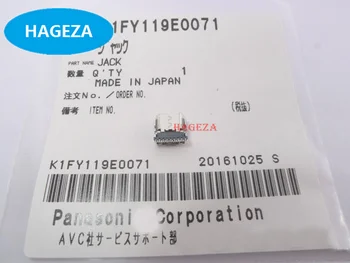 HAGEZA
K1FY119E0071
ジャック
PART NAME JACK
数量 Q'TY 1
MADE IN JAPAN
注文No./ORDER NO.
備考 ITEM NO.
HAGEZA
K1FY119E0071 20161025 S
Panasonic Corporation
AVC社サービスサポート部